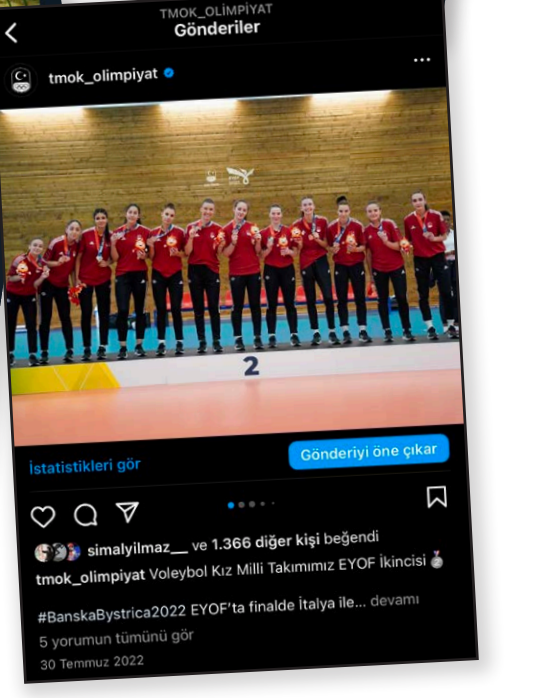 TMOK_OLİMPİYAT
Gönderiler
tmok_olimpiyat
2
İstatistikleri gör
Gönderiyi öne çıkar
simalyilmaz__ ve 1.366 diğer kişi beğendi
tmok_olimpiyat Voleybol Kız Milli Takımımız EYOF İkincisi 🥈
#BanskaBystrica2022 EYOF'ta finalde İtalya ile... devamı
5 yorumun tümünü gör
30 Temmuz 2022